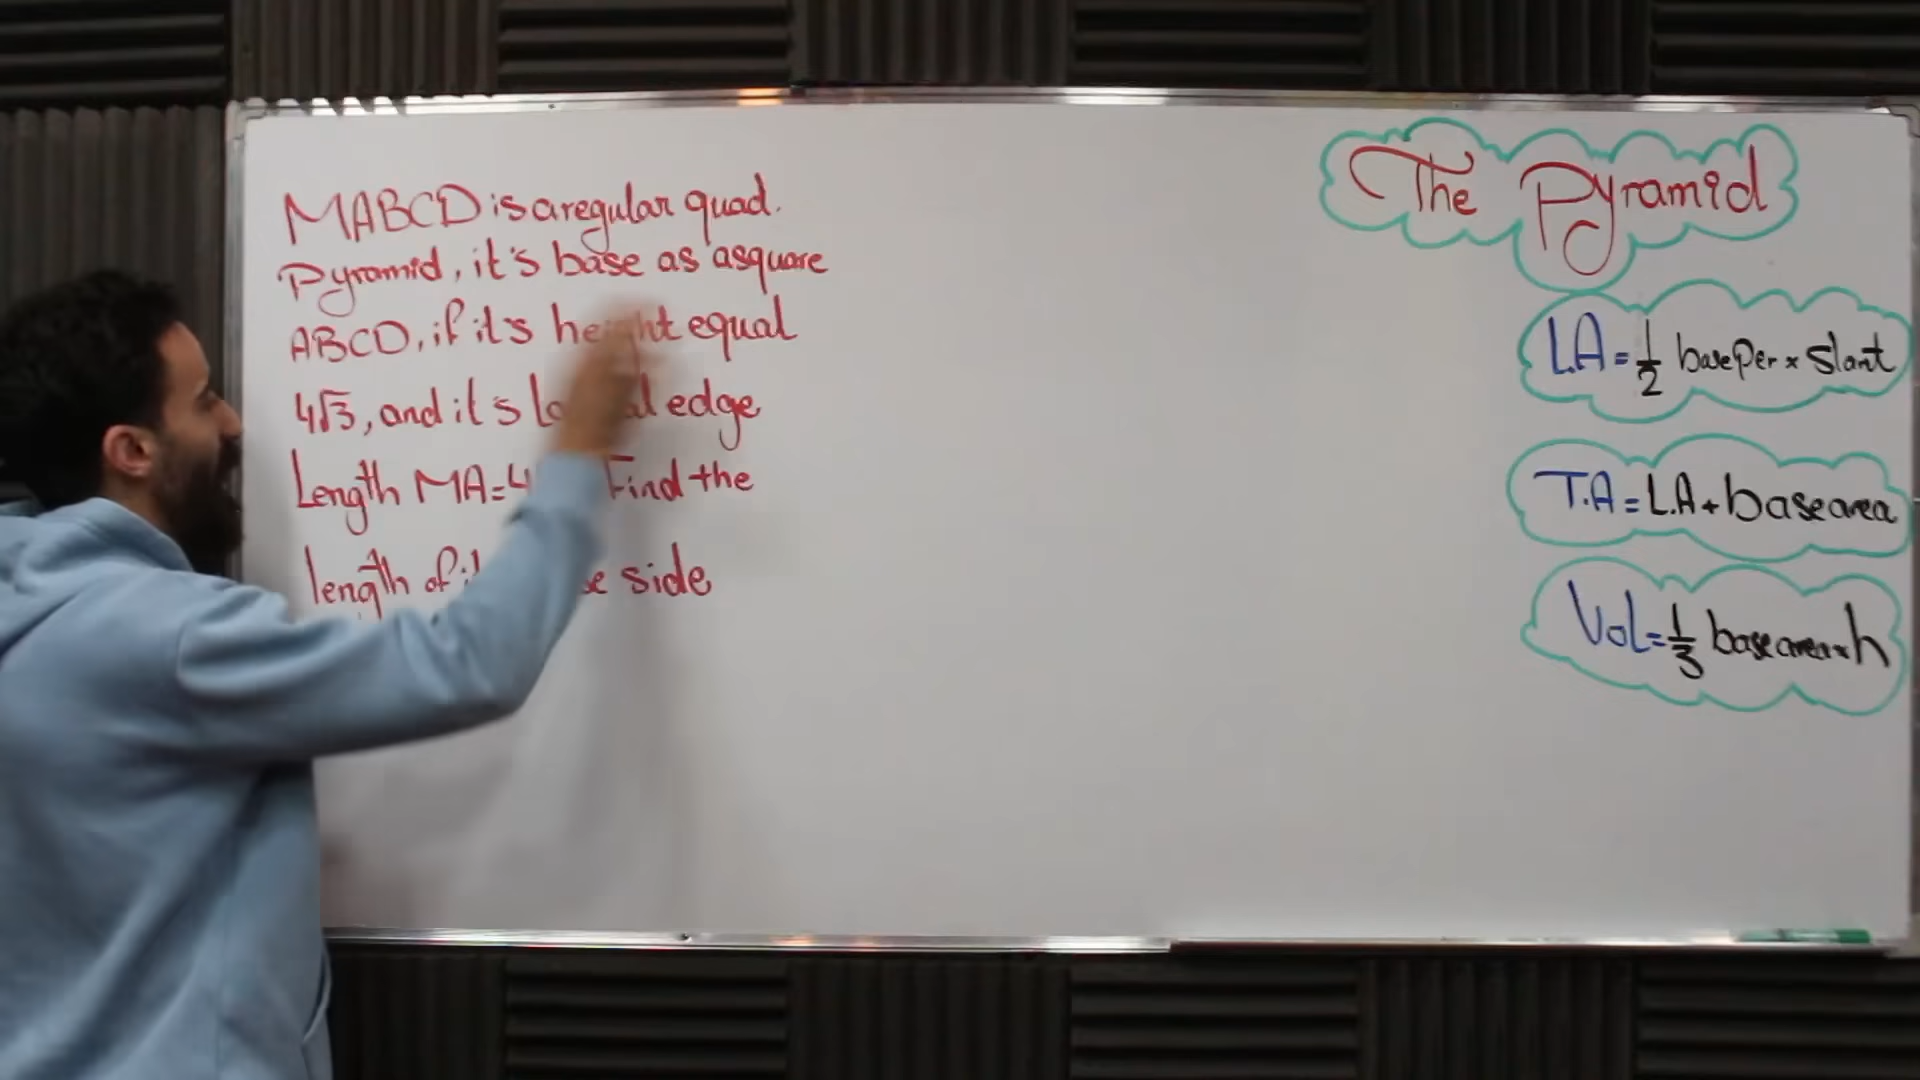 MABCD is a regular quad.
Pyramid, it's base as asquare
ABCD, if it's height equal
4√3, and it's edge
Length MA=4 Find the
length of side
The Pyramid
L.A = 1/2 base Per × Slant
T.A = L.A + base area
Vol = 1/3 base area × h